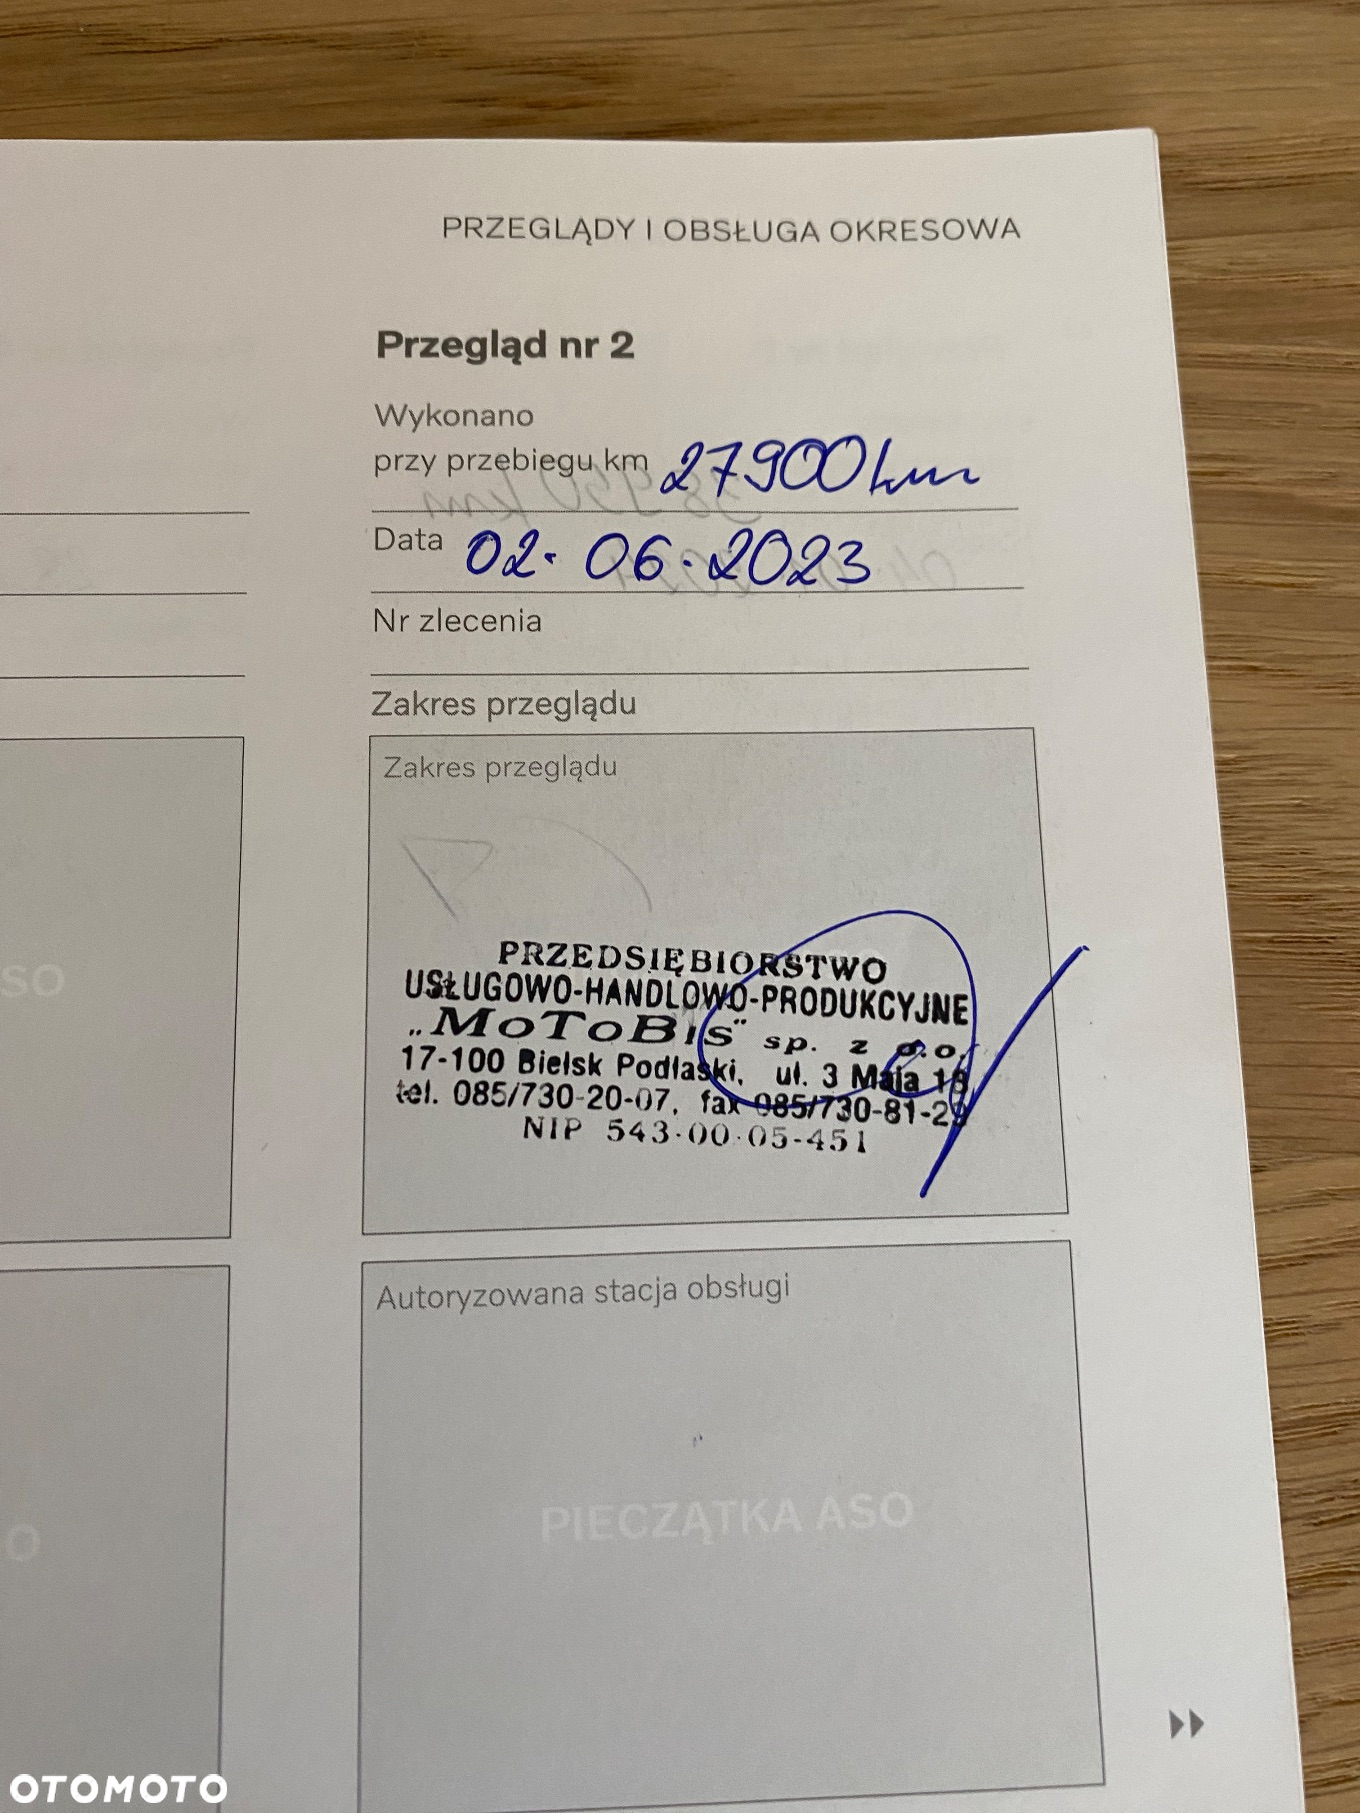 PRZEGLĄDY I OBSŁUGA OKRESOWA
Przegląd nr 2
Wykonano
przy przebiegu km 27900 km
Data 02. 06. 2023
Nr zlecenia
Zakres przeglądu
Zakres przeglądu
PRZEDSIĘBIORSTWO
USŁUGOWO-HANDLOWO-PRODUKCYJNE
„MoToBis" sp. z o.o.
17-100 Bielsk Podlaski, ul. 3 Maja 18
tel. 085/730-20-07, fax 085/730-81-29
NIP 543-00-05-451
SO
Autoryzowana stacja obsługi
PIECZĄTKA ASO
O
OTOMOTO